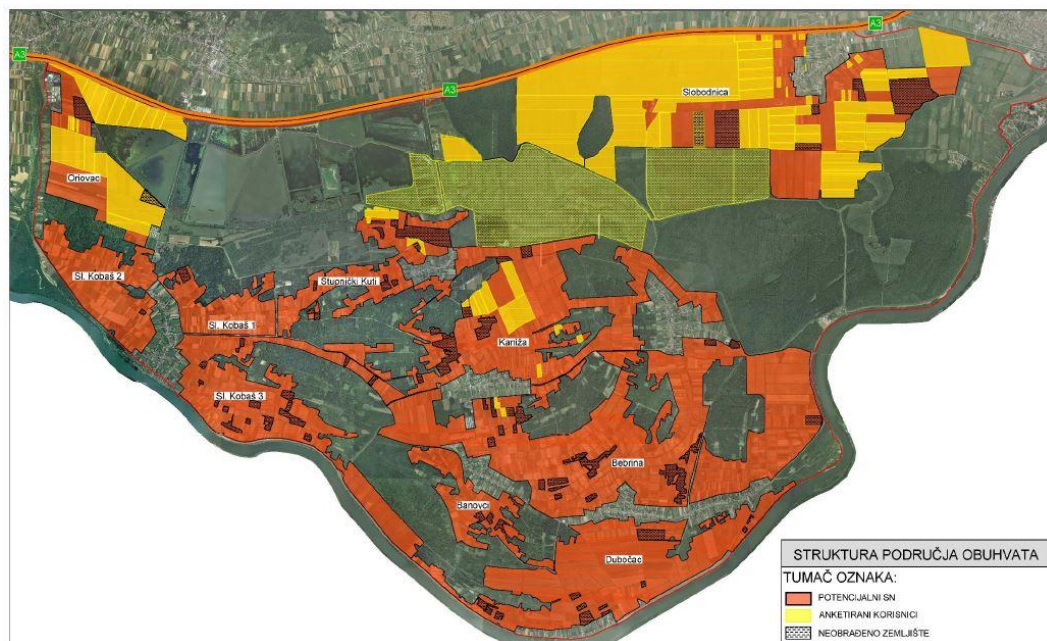 A3
A3
A3
Slobodnica
Oriovac
Sl. Kobaš 2
Stupnički Kuti
Sl. Kobaš 1
Kaniža
Sl. Kobaš 3
Bebrina
Banovci
Dubočac
STRUKTURA PODRUČJA OBUHVATA
TUMAČ OZNAKA:
POTENCIJALNI SN
ANKETIRANI KORISNICI
NEOBRAĐENO ZEMLJIŠTE